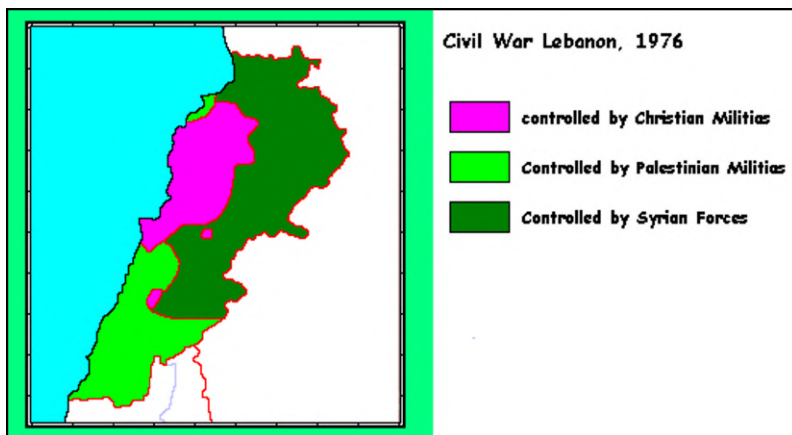 Civil War Lebanon, 1976
controlled by Christian Militias
Controlled by Palestinian Militias
Controlled by Syrian Forces